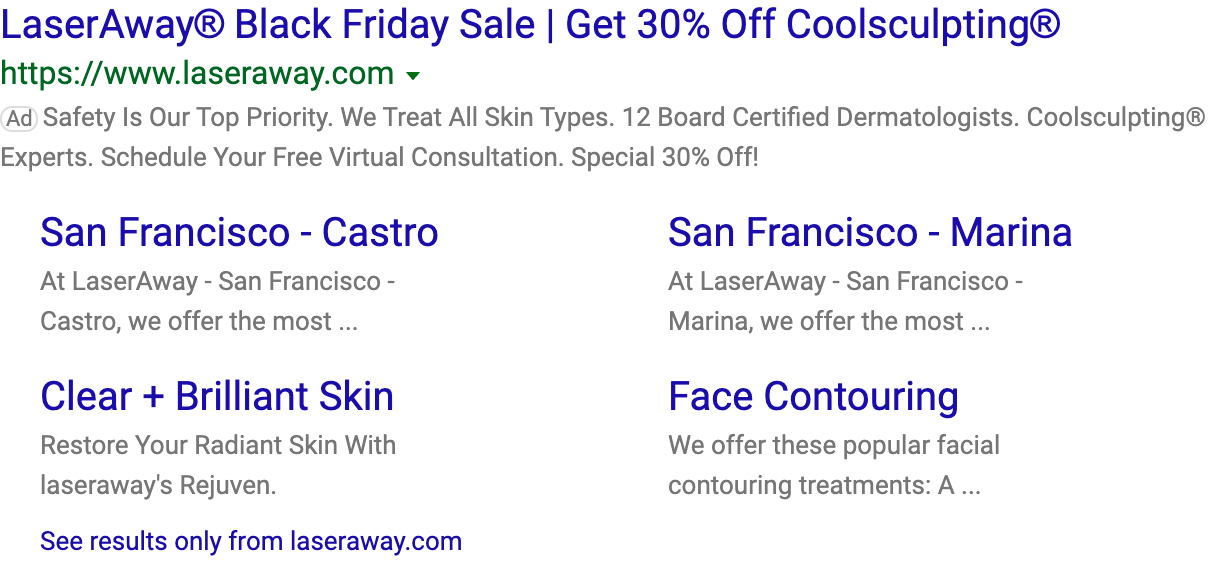 LaserAway® Black Friday Sale | Get 30% Off Coolsculpting®
https://www.laseraway.com
Ad Safety Is Our Top Priority. We Treat All Skin Types. 12 Board Certified Dermatologists. Coolsculpting®
Experts. Schedule Your Free Virtual Consultation. Special 30% Off!
San Francisco - Castro
At LaserAway - San Francisco -
Castro, we offer the most ...
San Francisco - Marina
At LaserAway - San Francisco -
Marina, we offer the most ...
Clear + Brilliant Skin
Restore Your Radiant Skin With
laseraway's Rejuven.
Face Contouring
We offer these popular facial
contouring treatments: A ...
See results only from laseraway.com